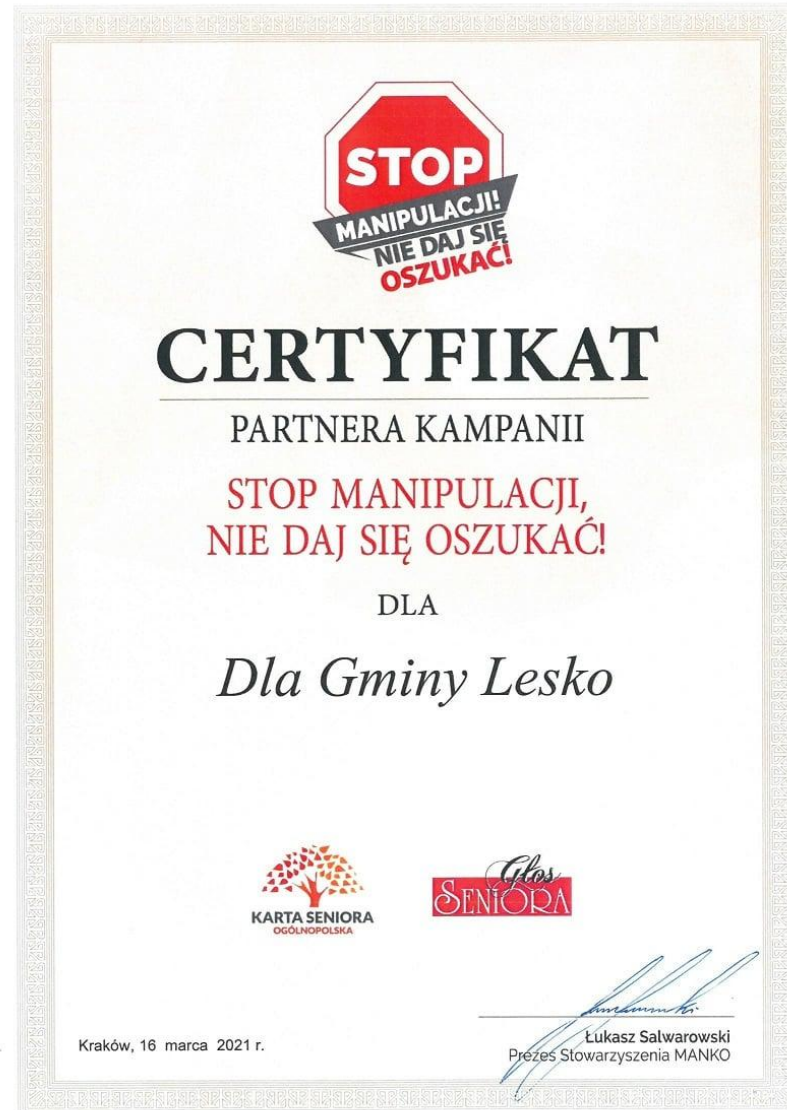 STOP
MANIPULACJI!
NIE DAJ SIĘ
OSZUKAĆ!
CERTYFIKAT
PARTNERA KAMPANII
STOP MANIPULACJI,
NIE DAJ SIĘ OSZUKAĆ!
DLA
Dla Gminy Lesko
KARTA SENIORA
OGÓLNOPOLSKA
Głos
SENIORA
Kraków, 16 marca 2021 r.
Łukasz Salwarowski
Prezes Stowarzyszenia MANKO